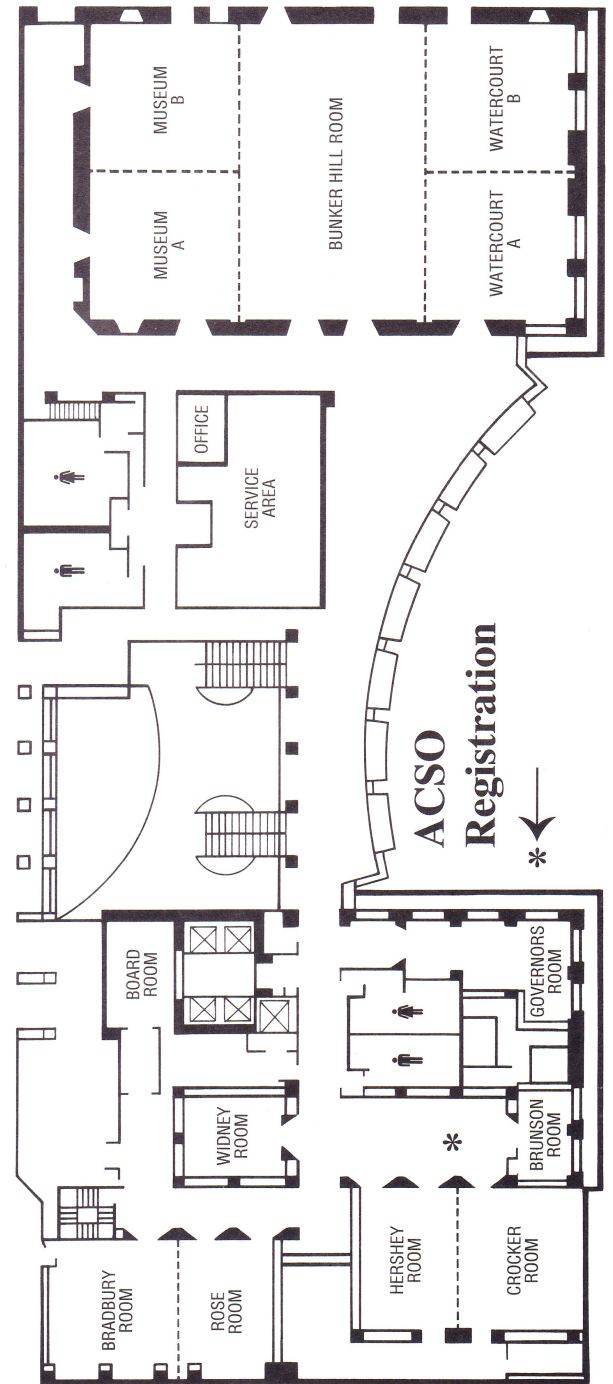 MUSEUM
B
MUSEUM
A
BUNKER HILL ROOM
WATERCOURT
B
WATERCOURT
A
OFFICE
SERVICE
AREA
ACSO
Registration
*
BOARD
ROOM
GOVERNORS
ROOM
WIDNEY
ROOM
*
BRUNSON
ROOM
BRADBURY
ROOM
ROSE
ROOM
HERSHEY
ROOM
CROCKER
ROOM